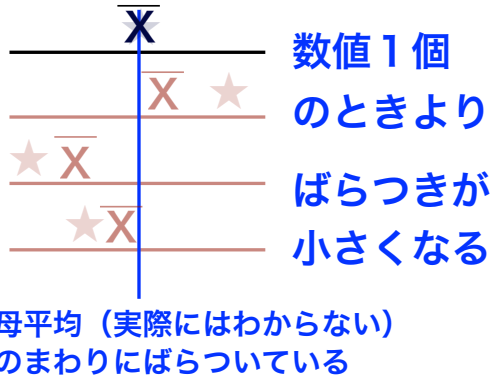 X̅
数値1個
X̅
のときより
X̅
ばらつきが
X̅
小さくなる
母平均（実際にはわからない）
のまわりにばらついている